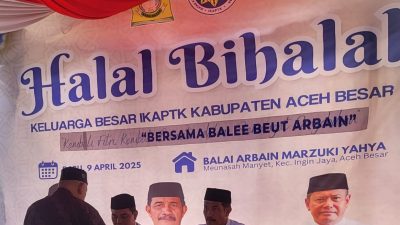 Halal Bihalal
KELUARGA BESAR IKAPTK KABUPATEN ACEH BESAR
"BERSAMA BALEE BEUT ARBAIN"
RABU, 9 APRIL 2025
BALAI ARBAIN MARZUKI YAHYA
Meunasah Manyet, Kec. Ingin Jaya, Aceh Besar